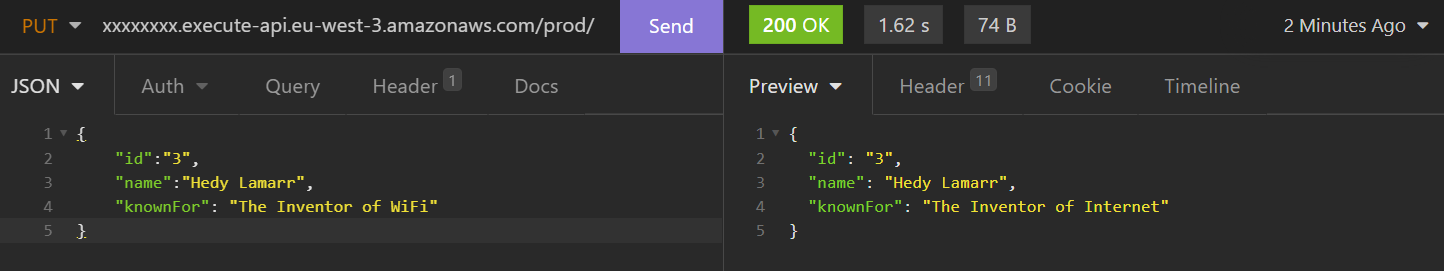 PUT xxxxxxxx.execute-api.eu-west-3.amazonaws.com/prod/ Send 200 OK 1.62 s 74 B 2 Minutes Ago
JSON Auth Query Header 1 Docs Preview Header 11 Cookie Timeline
1 {
2 "id":"3",
3 "name":"Hedy Lamarr",
4 "knownFor": "The Inventor of WiFi"
5 }
1 {
2 "id": "3",
3 "name": "Hedy Lamarr",
4 "knownFor": "The Inventor of Internet"
5 }